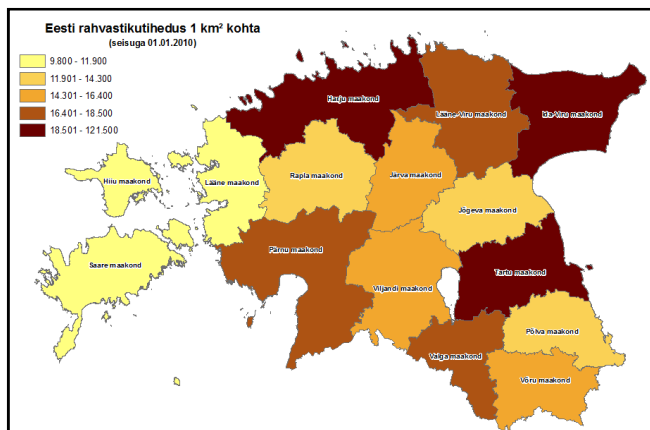 Eesti rahvastikutihedus 1 km² kohta
(seisuga 01.01.2010)
9.800 - 11.900
11.901 - 14.300
14.301 - 16.400
16.401 - 18.500
18.501 - 121.500
Harju maakond
Lääne-Viru maakond
Ida-Viru maakond
Hiiu maakond
Lääne maakond
Rapla maakond
Järva maakond
Jõgeva maakond
Saare maakond
Pärnu maakond
Viljandi maakond
Tartu maakond
Põlva maakond
Valga maakond
Võru maakond